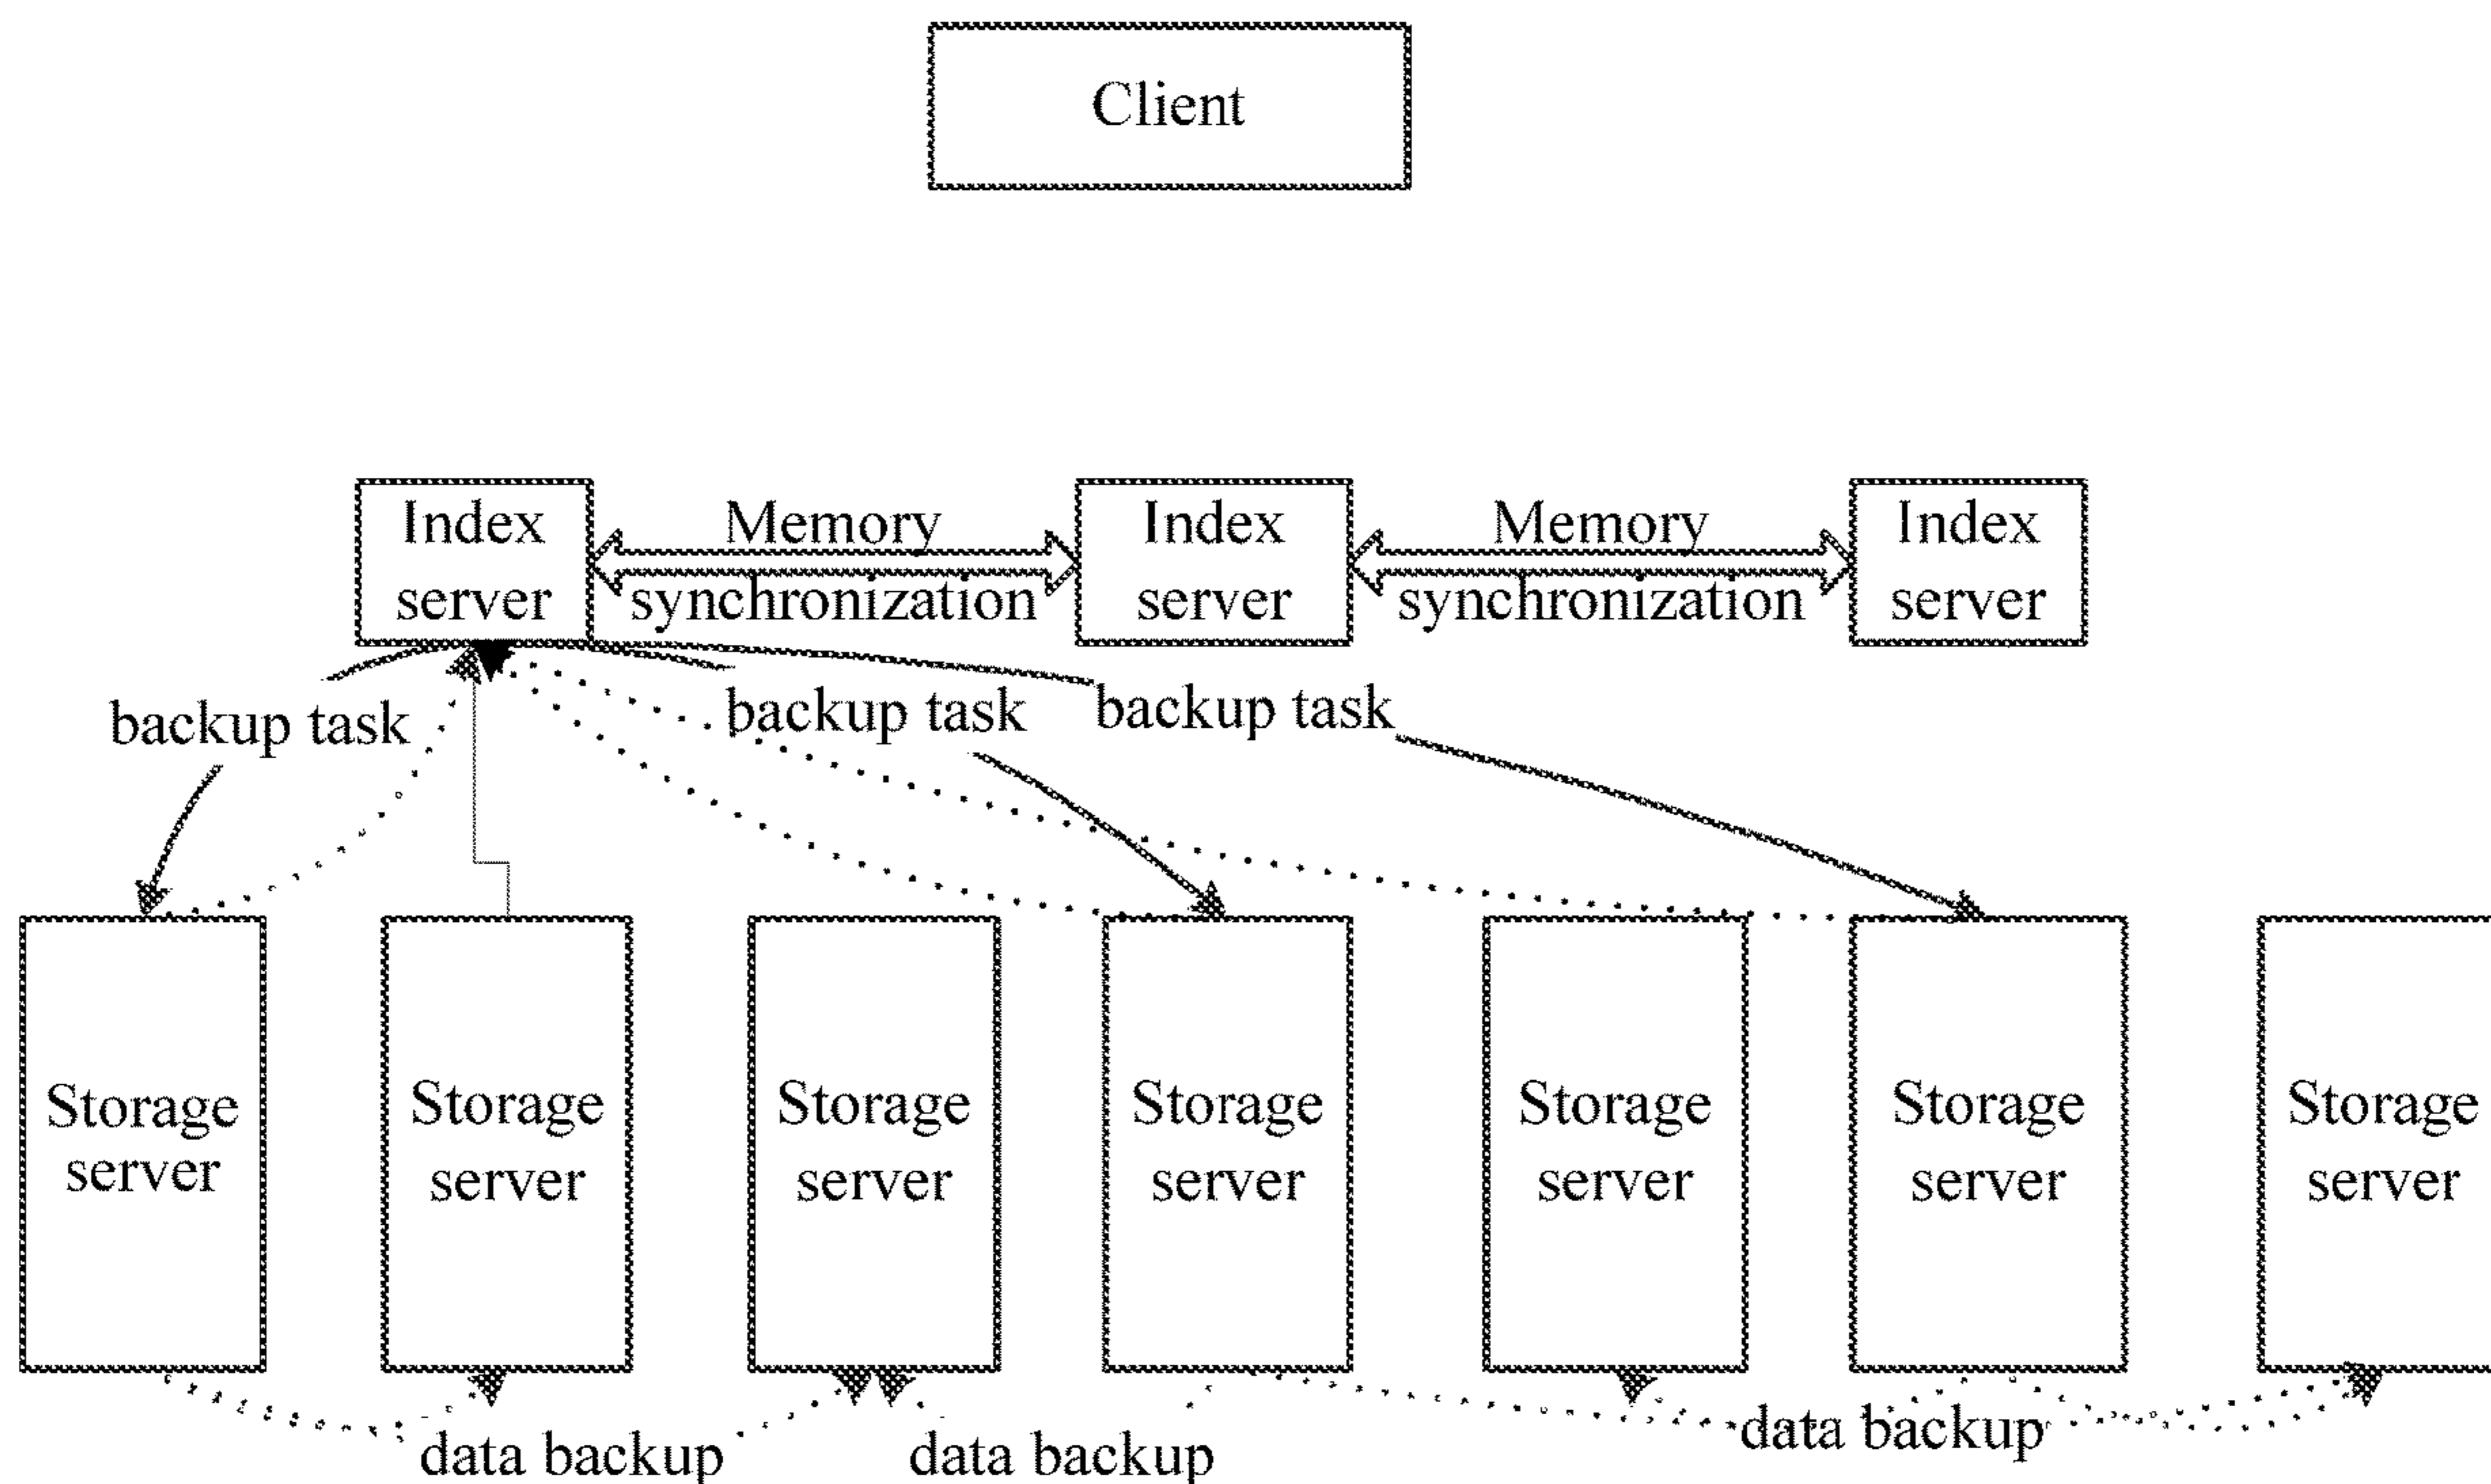 Client
Index
server
Memory
synchronization
Index
server
Memory
synchronization
Index
server
backup task
backup task
backup task
Storage
server
Storage
server
Storage
server
Storage
server
Storage
server
Storage
server
Storage
server
data backup
data backup
data backup